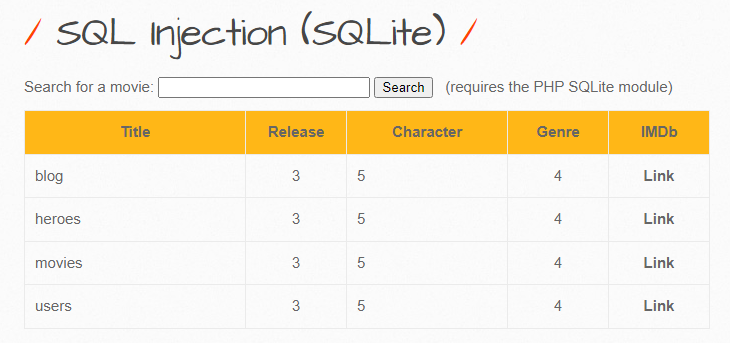 / SQL Injection (SQLite) /
Search for a movie: Search (requires the PHP SQLite module)
Title Release Character Genre IMDb
blog 3 5 4 Link
heroes 3 5 4 Link
movies 3 5 4 Link
users 3 5 4 Link